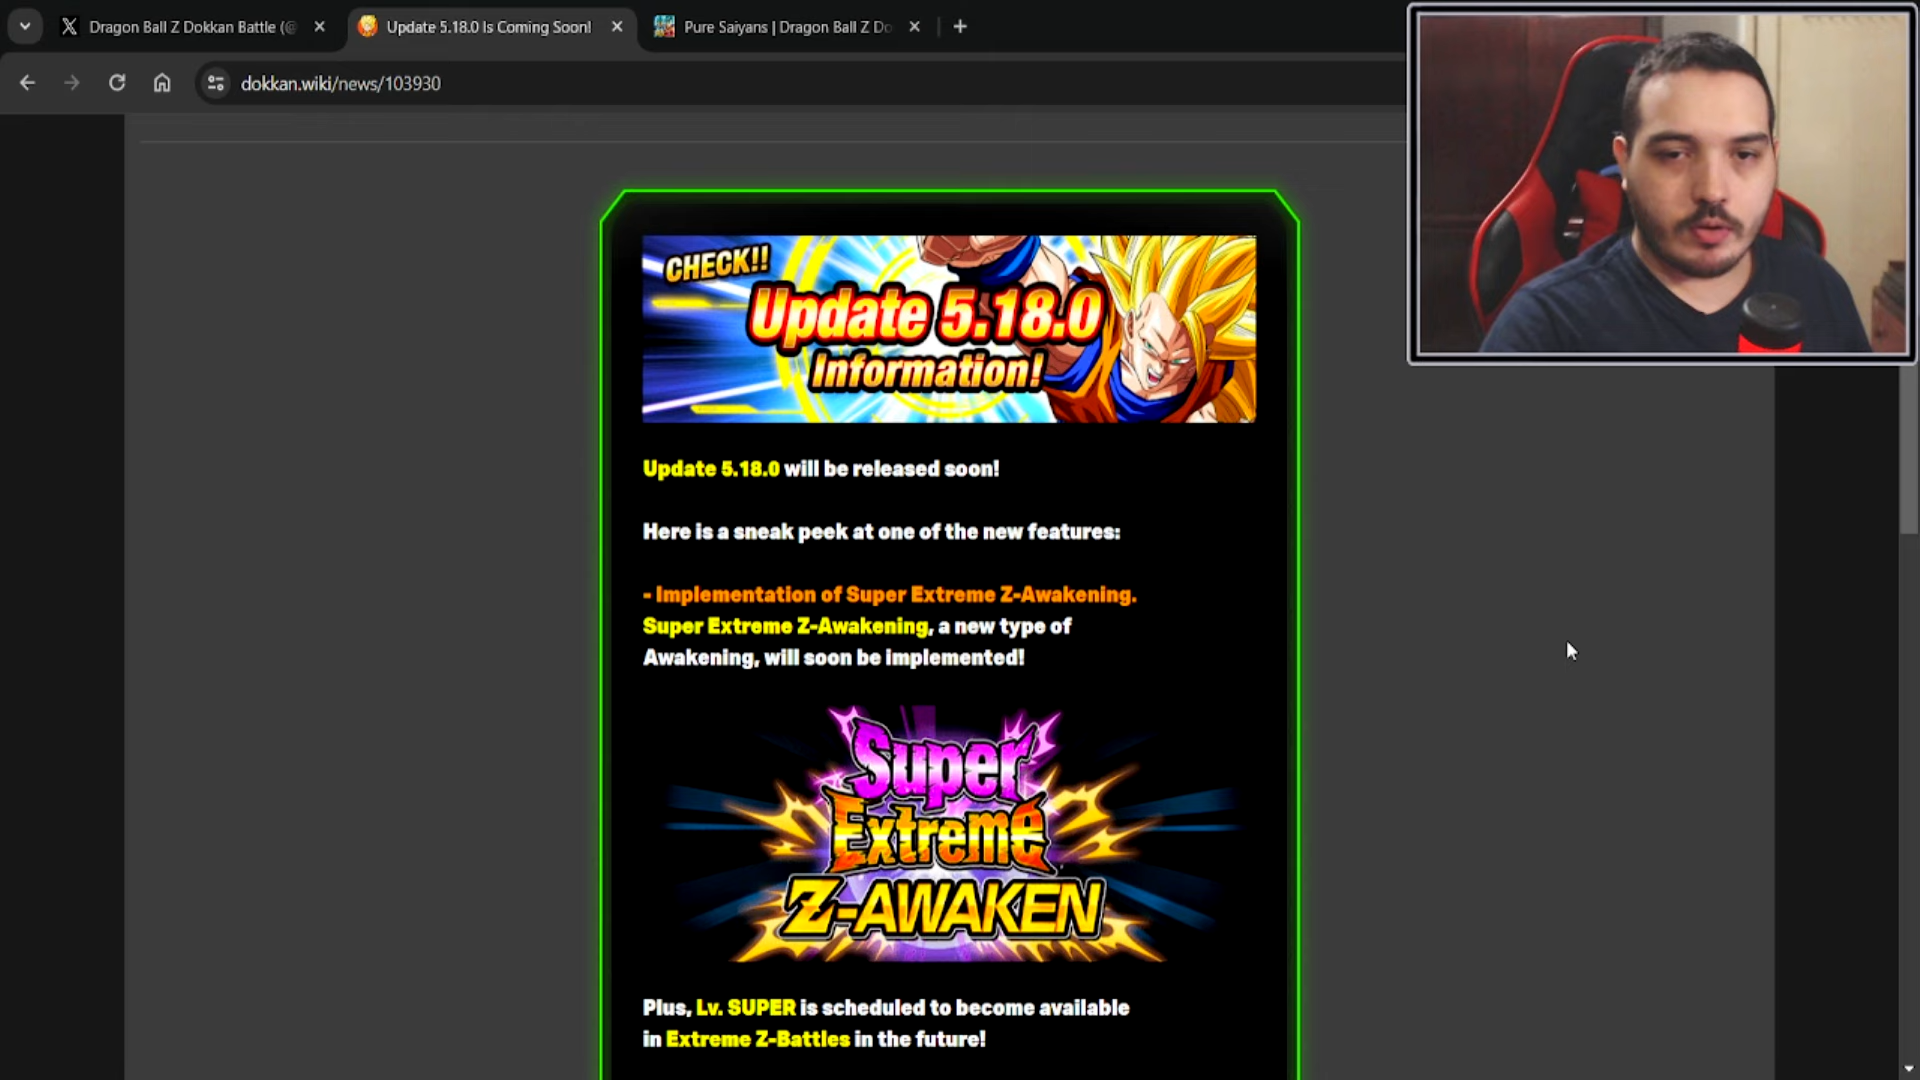 Dragon Ball Z Dokkan Battle (@
Update 5.18.0 Is Coming Soon!
Pure Saiyans | Dragon Ball Z Do
dokkan.wiki/news/103930
CHECK!!
Update 5.18.0
Information!
Update 5.18.0 will be released soon!
Here is a sneak peek at one of the new features:
- Implementation of Super Extreme Z-Awakening.
Super Extreme Z-Awakening, a new type of
Awakening, will soon be implemented!
Super
Extreme
Z-AWAKEN
Plus, Lv. SUPER is scheduled to become available
in Extreme Z-Battles in the future!